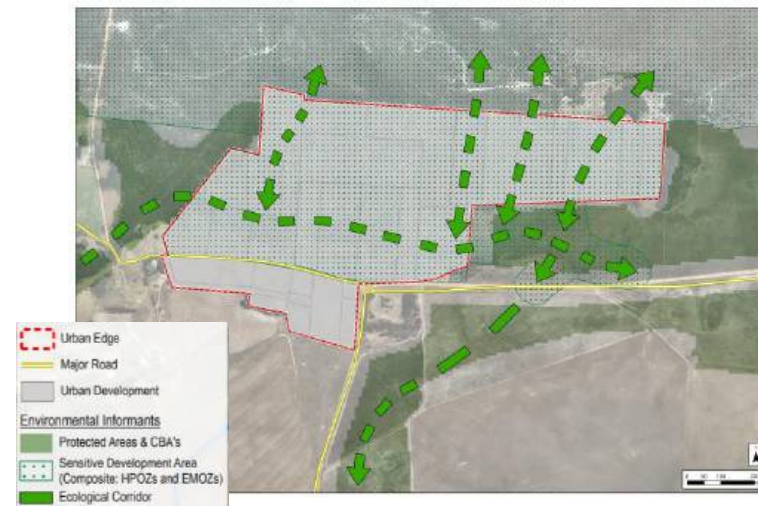 Urban Edge
Major Road
Urban Development
Environmental Informants
Protected Areas & CBA's
Sensitive Development Area
(Composite: HPOZs and EMOZs)
Ecological Corridor